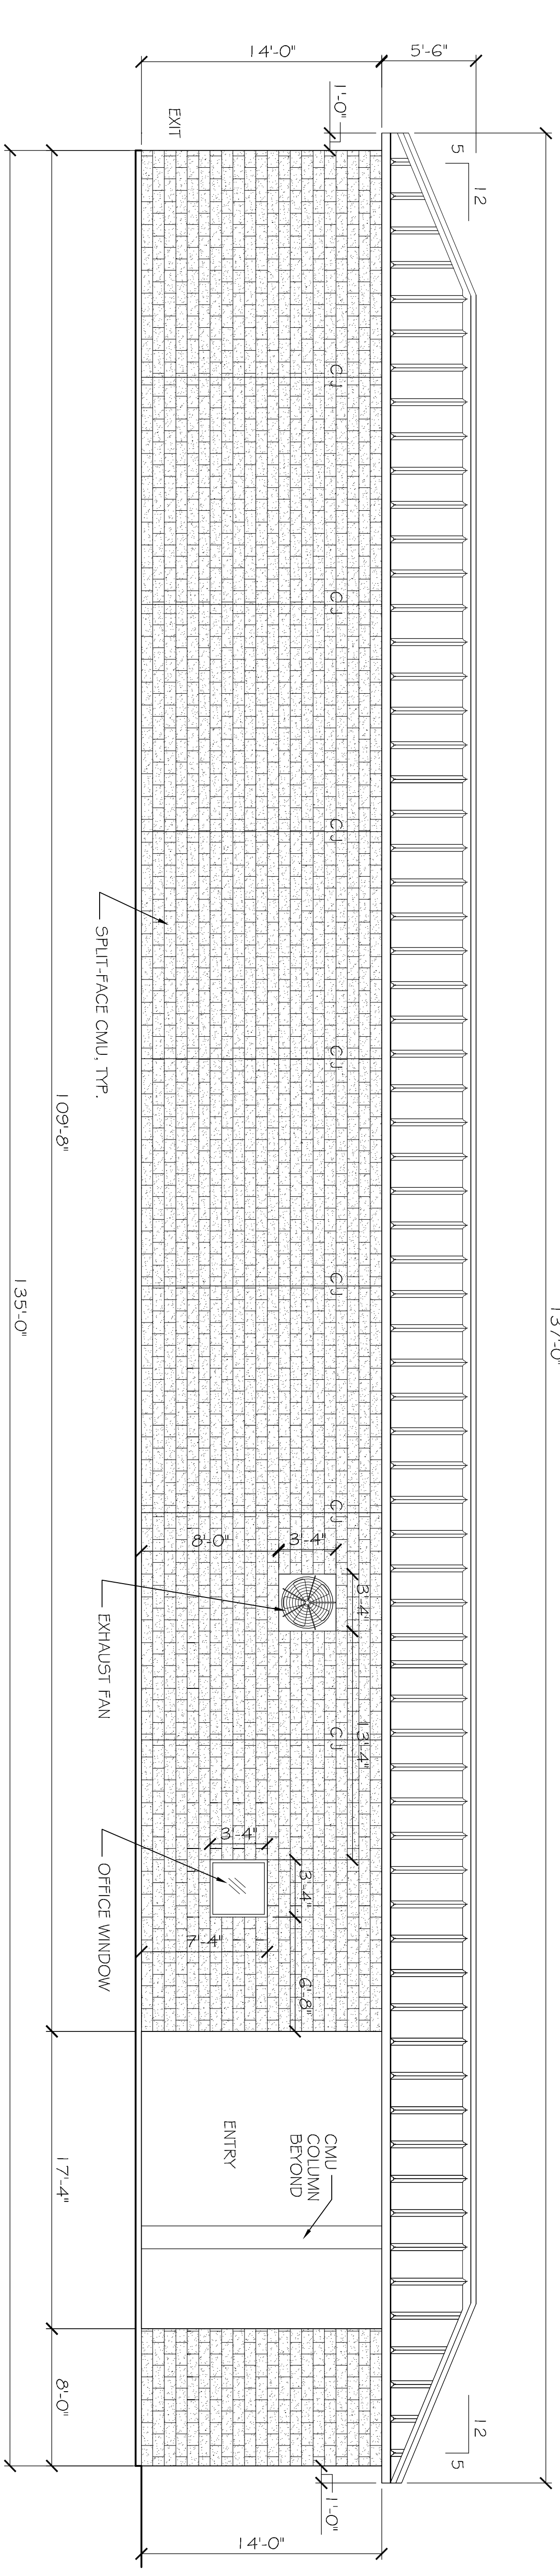 137'-0"
5'-6"
14'-0"
1'-0"
5
12
12
5
EXIT
CJ
CJ
CJ
CJ
CJ
CJ
CJ
8'-0"
3'-4"
3'-4"
13'-4"
3'-4"
3'-4"
7'-4"
6'-8"
ENTRY
CMU
COLUMN
BEYOND
1'-0"
14'-0"
SPLIT-FACE CMU, TYP.
EXHAUST FAN
OFFICE WINDOW
109'-8"
17'-4"
8'-0"
135'-0"